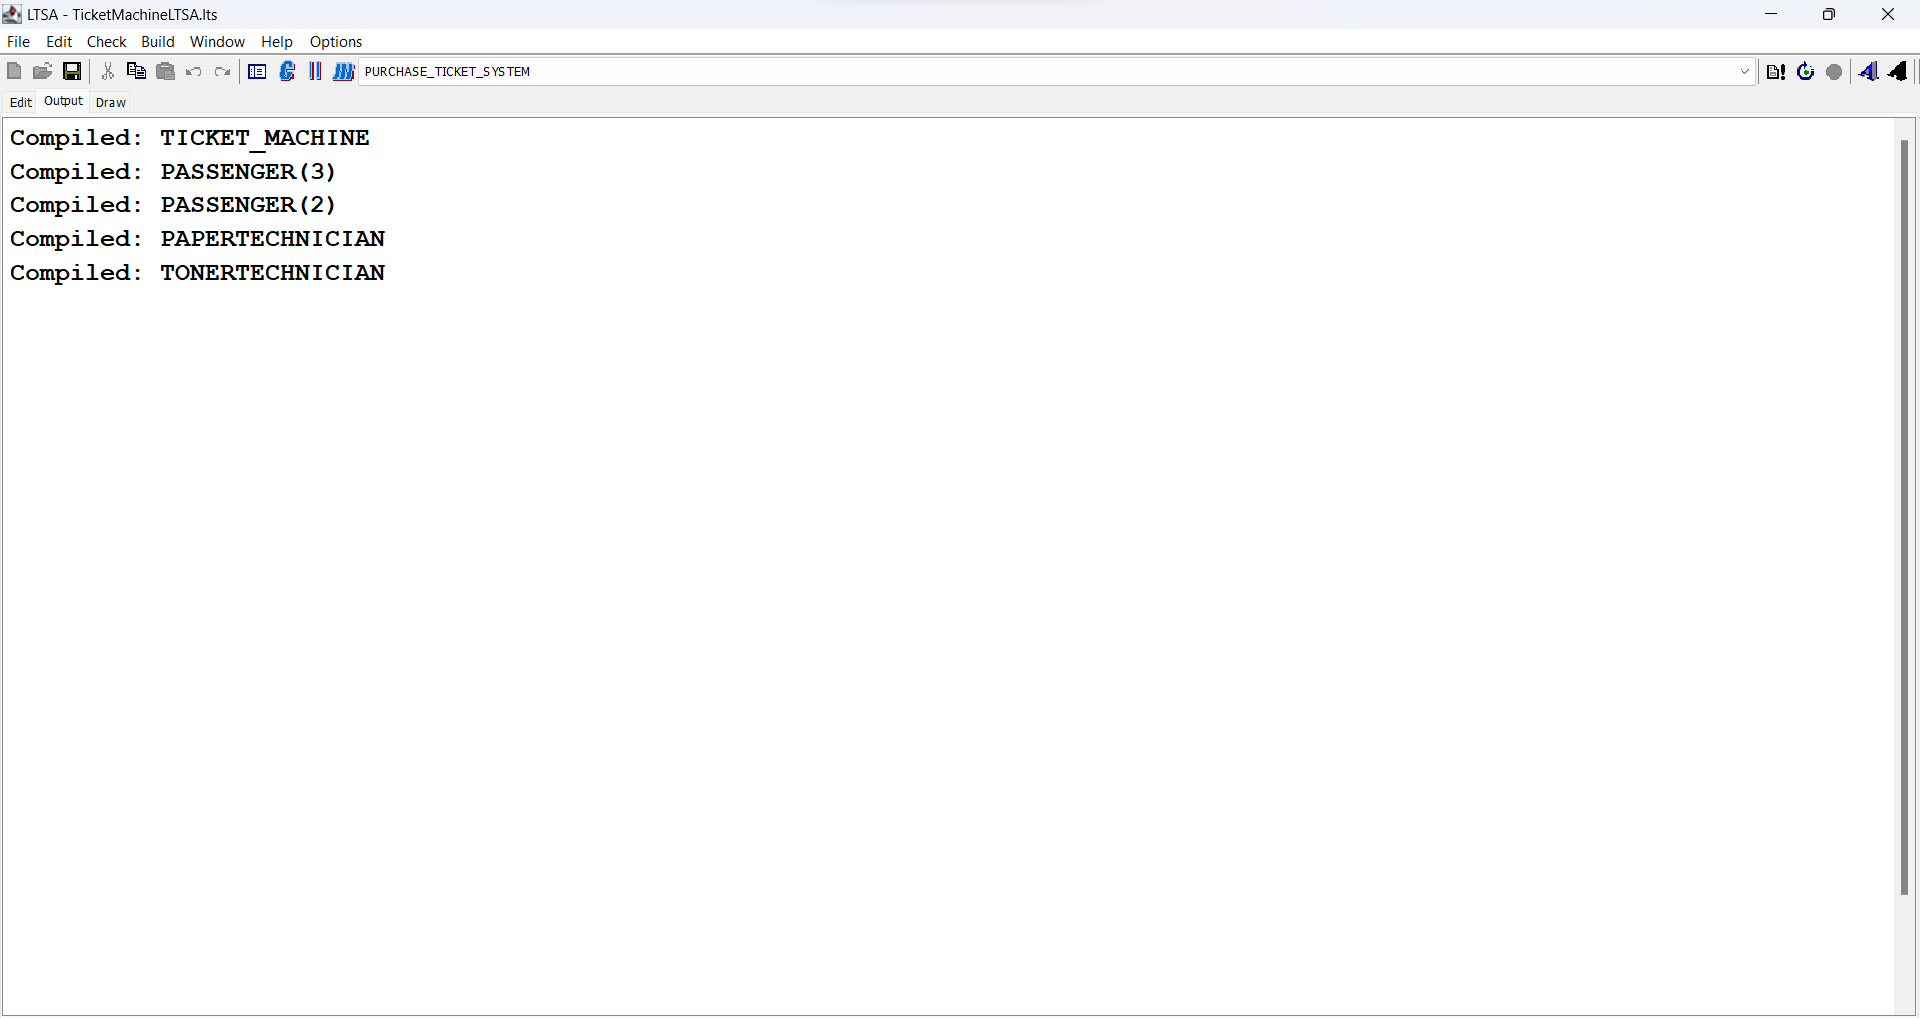 LTSA - TicketMachineLTSA.lts
File Edit Check Build Window Help Options
PURCHASE_TICKET_SYSTEM
Edit Output Draw
Compiled: TICKET_MACHINE
Compiled: PASSENGER(3)
Compiled: PASSENGER(2)
Compiled: PAPERTECHNICIAN
Compiled: TONERTECHNICIAN